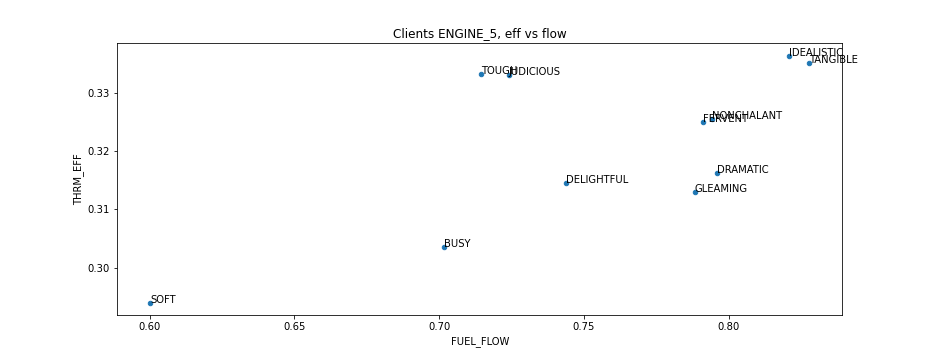 Clients ENGINE_5, eff vs flow
IDEALISTIC
TANGIBLE
TOUGH
JUDICIOUS
0.33
NONCHALANT
FERVENT
0.32
THRM_EFF
DRAMATIC
DELIGHTFUL
GLEAMING
0.31
BUSY
0.30
SOFT
0.60 0.65 0.70 0.75 0.80
FUEL_FLOW